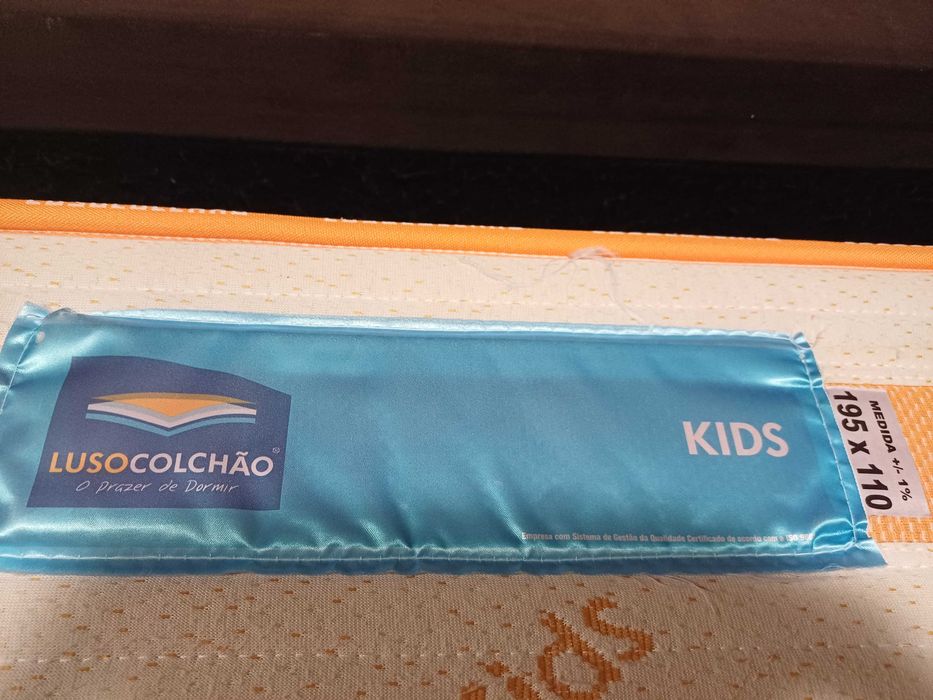 LUSOCOLCHÃO®
O Prazer de Dormir
KIDS
Empresa com Sistema de Gestão da Qualidade Certificado de acordo com a ISO
MEDIDA +/- 1%
195 x 110